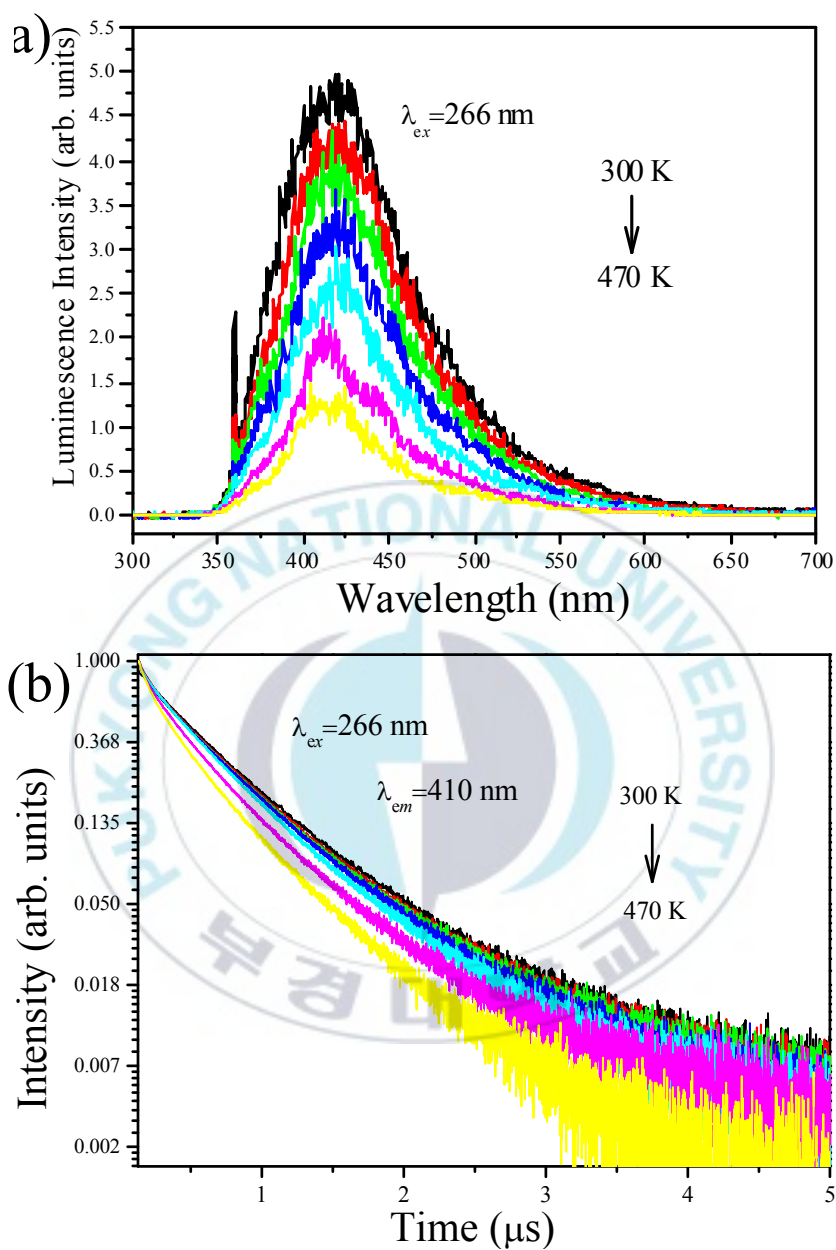 a)
5.5
5.0
4.5
4.0
3.5
3.0
2.5
2.0
1.5
1.0
0.5
0.0
Luminescence Intensity (arb. units)
λex=266 nm
300 K
470 K
300 350 400 450 500 550 600 650 700
Wavelength (nm)
PUKYONG NATIONAL UNIVERSITY
부경대학교
(b)
1.000
0.368
0.135
0.050
0.018
0.007
0.002
Intensity (arb. units)
λex=266 nm
λem=410 nm
300 K
470 K
1 2 3 4 5
Time (μs)